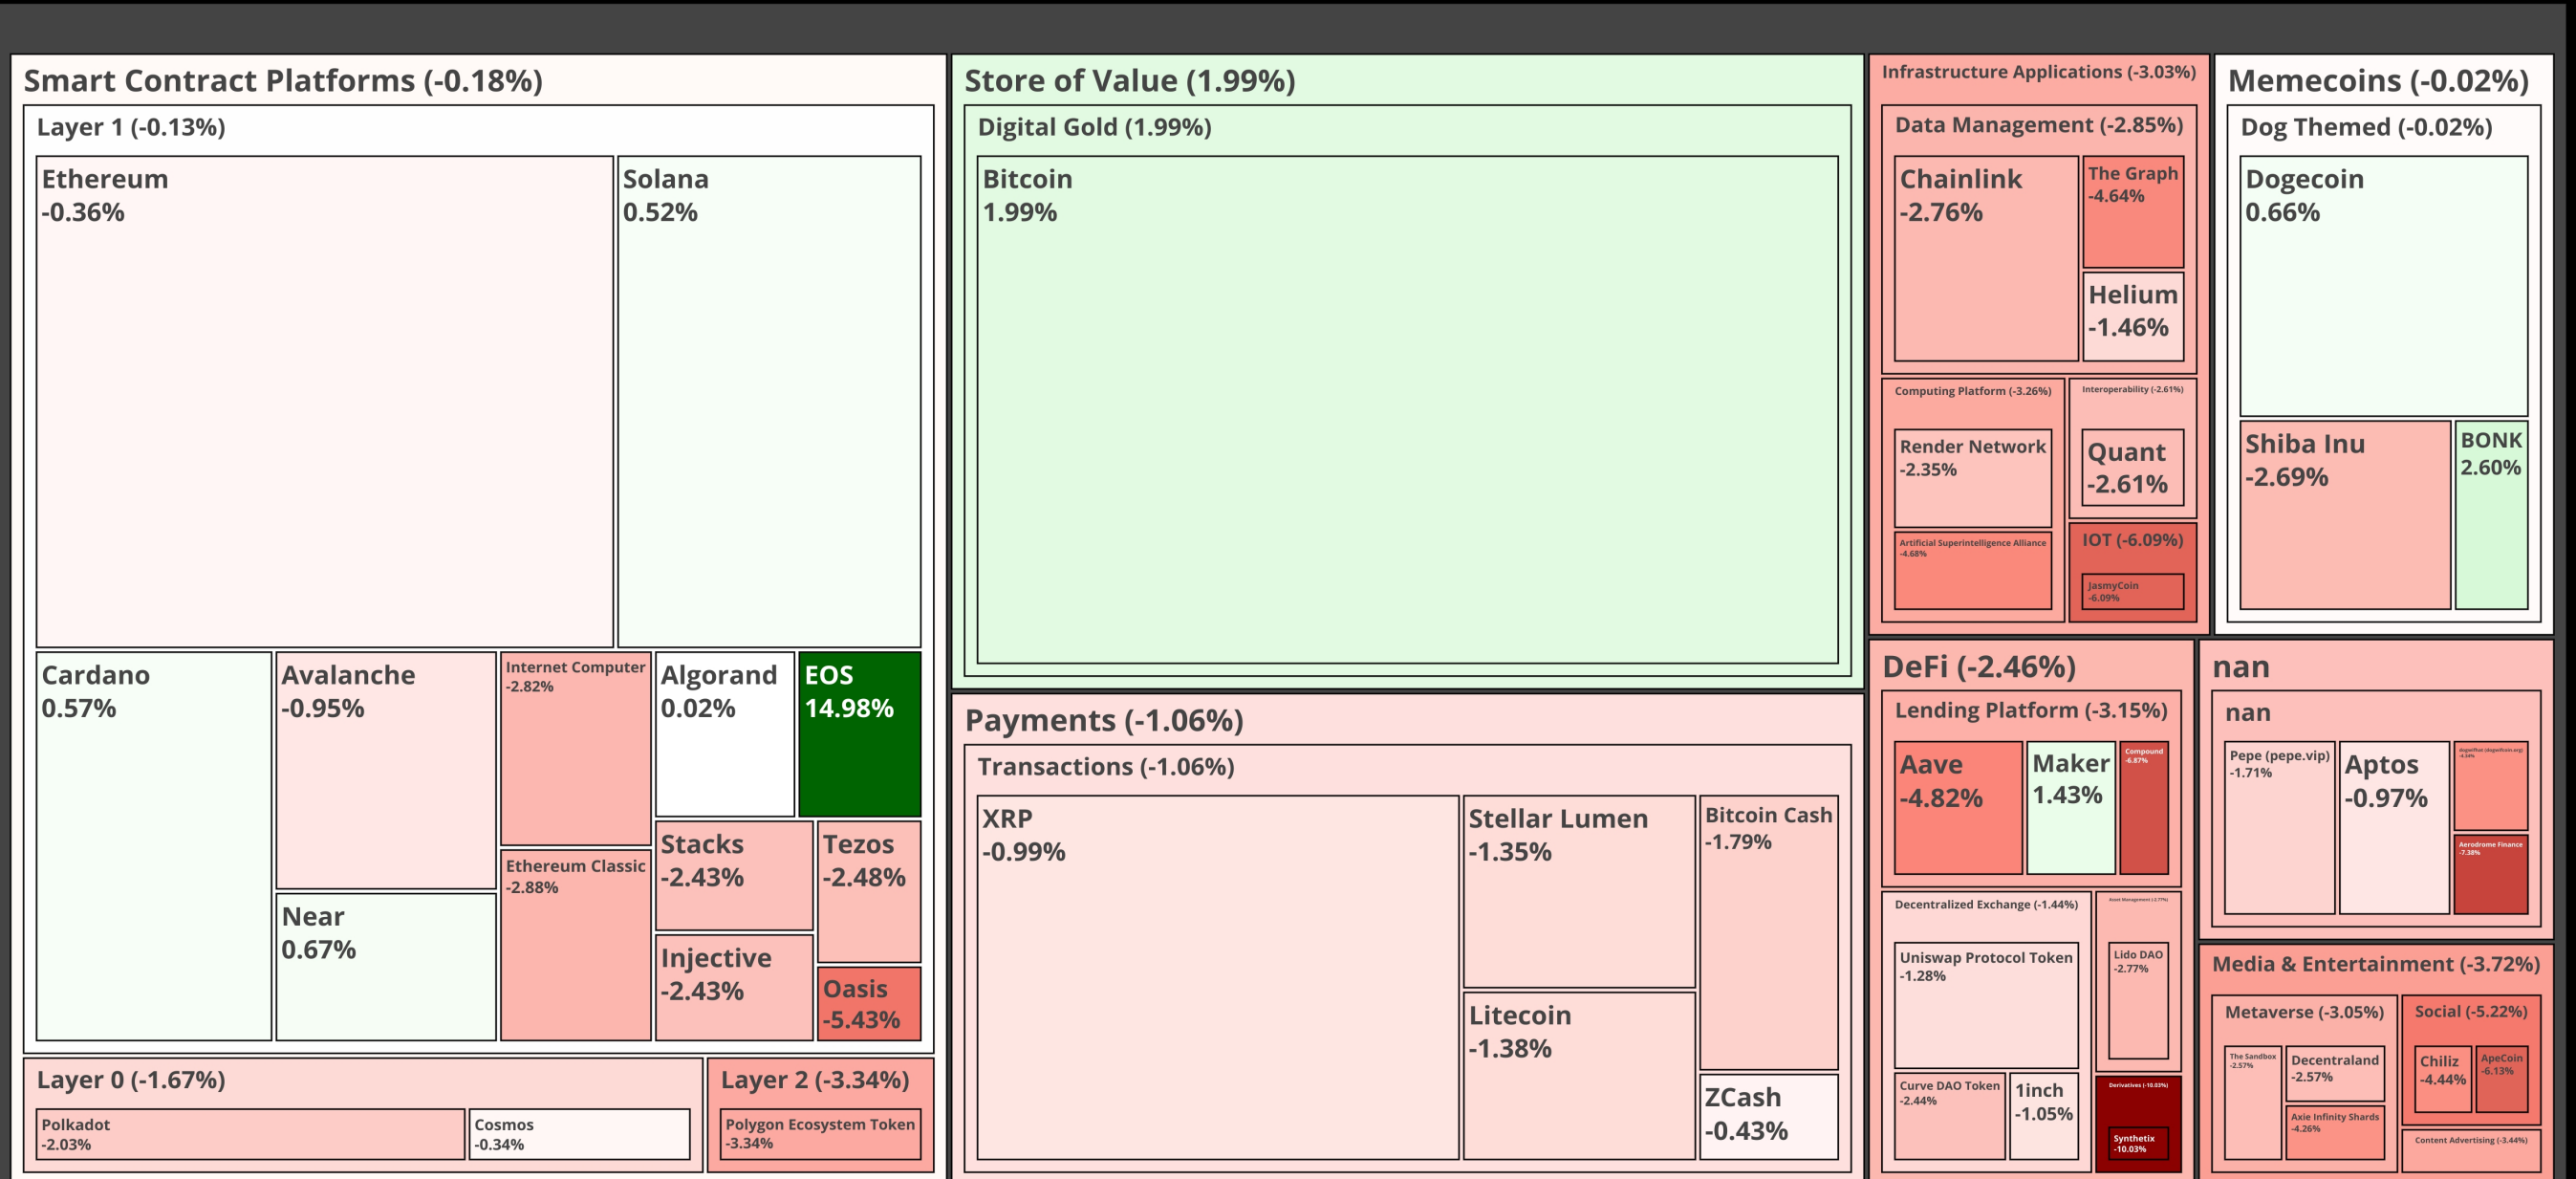 Smart Contract Platforms (-0.18%)
Layer 1 (-0.13%)
Ethereum
-0.36%
Solana
0.52%
Cardano
0.57%
Avalanche
-0.95%
Near
0.67%
Internet Computer
-2.82%
Ethereum Classic
-2.88%
Algorand
0.02%
EOS
14.98%
Stacks
-2.43%
Tezos
-2.48%
Injective
-2.43%
Oasis
-5.43%
Layer 0 (-1.67%)
Polkadot
-2.03%
Cosmos
-0.34%
Layer 2 (-3.34%)
Polygon Ecosystem Token
-3.34%
Store of Value (1.99%)
Digital Gold (1.99%)
Bitcoin
1.99%
Payments (-1.06%)
Transactions (-1.06%)
XRP
-0.99%
Stellar Lumen
-1.35%
Litecoin
-1.38%
Bitcoin Cash
-1.79%
ZCash
-0.43%
Infrastructure Applications (-3.03%)
Data Management (-2.85%)
Chainlink
-2.76%
The Graph
-4.64%
Helium
-1.46%
Computing Platform (-3.26%)
Render Network
-2.35%
Artificial Superintelligence Alliance
-4.68%
Interoperability (-2.61%)
Quant
-2.61%
IOT (-6.09%)
JasmyCoin
-6.09%
Memecoins (-0.02%)
Dog Themed (-0.02%)
Dogecoin
0.66%
Shiba Inu
-2.69%
BONK
2.60%
DeFi (-2.46%)
Lending Platform (-3.15%)
Aave
-4.82%
Maker
1.43%
Compound
-6.87%
Decentralized Exchange (-1.44%)
Uniswap Protocol Token
-1.28%
Curve DAO Token
-2.44%
1inch
-1.05%
Asset Management (-2.77%)
Lido DAO
-2.77%
Derivatives (-10.03%)
Synthetix
-10.03%
nan
nan
Pepe (pepe.vip)
-1.71%
Aptos
-0.97%
Aerodrome Finance
-7.38%
Media & Entertainment (-3.72%)
Metaverse (-3.05%)
The Sandbox
-2.57%
Decentraland
-2.57%
Axie Infinity Shards
-4.26%
Social (-5.22%)
Chiliz
-4.44%
ApeCoin
-6.13%
Content Advertising (-3.44%)